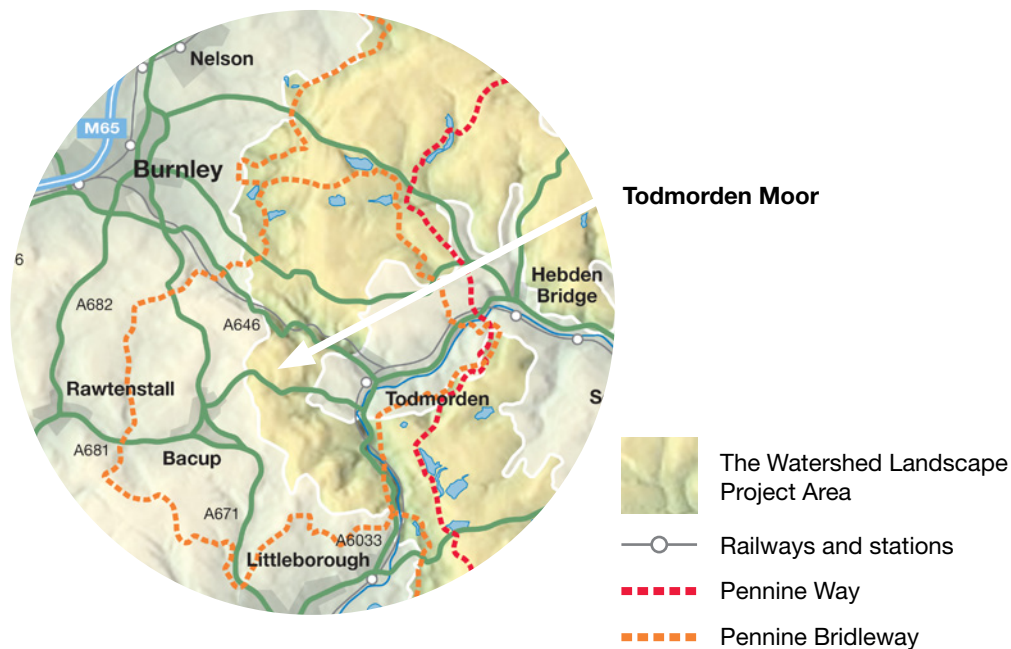 Nelson
M65
Burnley
Todmorden Moor
6
Hebden
Bridge
A682
A646
Rawtenstall
Todmorden
S
A681
Bacup
The Watershed Landscape
Project Area
A671
A6033
Littleborough
Railways and stations
Pennine Way
Pennine Bridleway